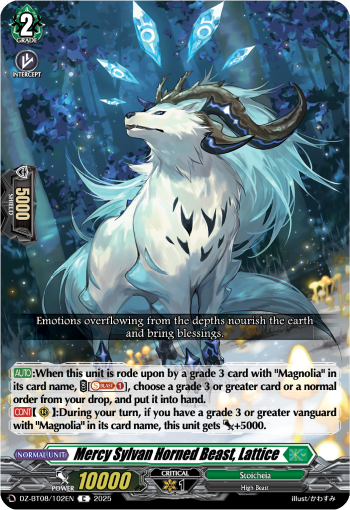 2
GRADE
INTERCEPT
5000
SHIELD
Emotions overflowing from the depths nourish the earth
and bring blessings.
AUTO:When this unit is rode upon by a grade 3 card with "Magnolia" in
its card name, [SOUL BLAST 1], choose a grade 3 or greater card or a normal
order from your drop, and put it into hand.
CONT:During your turn, if you have a grade 3 or greater vanguard
with "Magnolia" in its card name, this unit gets +5000.
NORMAL UNIT
Mercy Sylvan Horned Beast, Lattice
POWER 10000
CRITICAL
1
Stoicheia
High Beast
D-BT08/102EN C 2025
illust/かわすみ